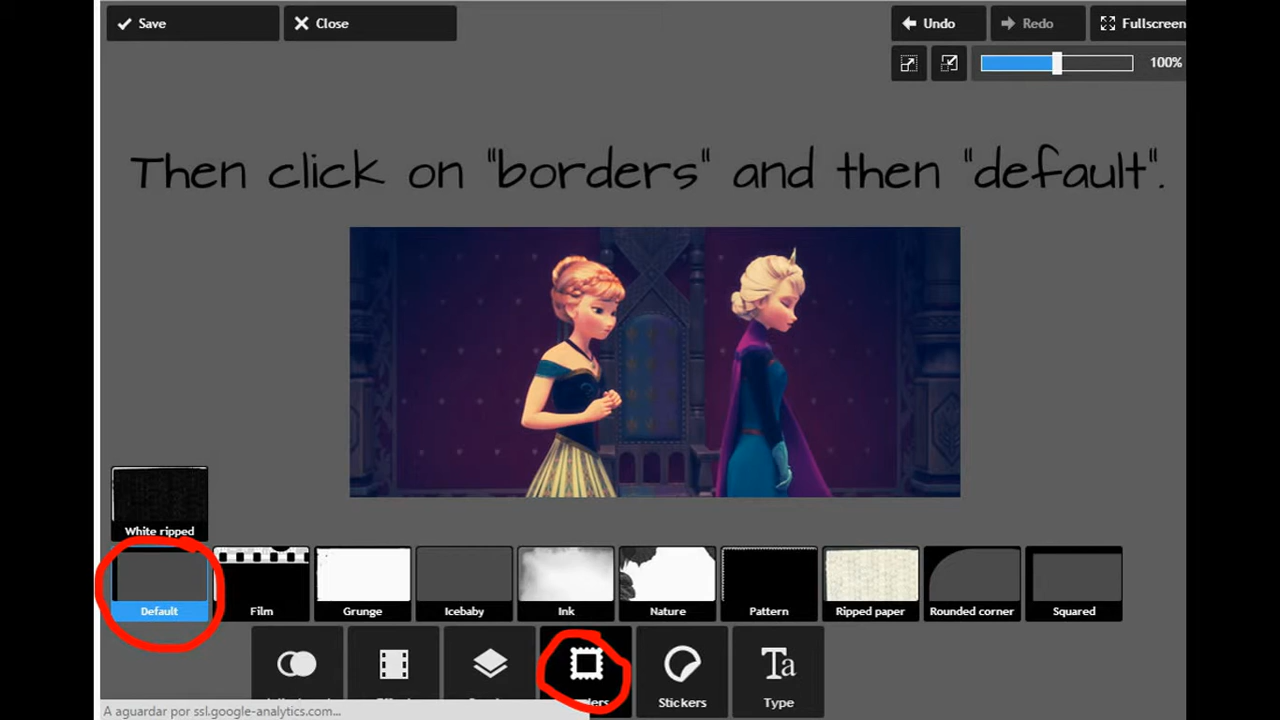 Save
Close
Undo
Redo
Fullscreen
100%
Then click on "borders" and then "default".
White ripped
Default
Film
Grunge
Icebaby
Ink
Nature
Pattern
Ripped paper
Rounded corner
Squared
Stickers
Type
A aguardar por ssl.google-analytics.com...